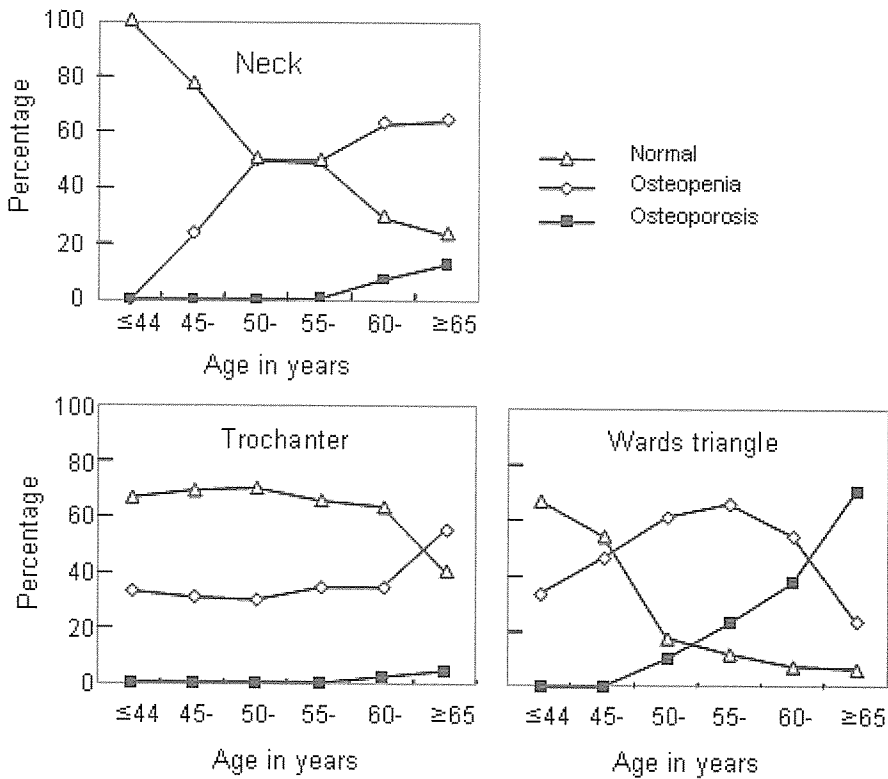 100
Neck
80
60
40
20
0
Percentage
≤44 45- 50- 55- 60- ≥65
Age in years
Normal
Osteopenia
Osteoporosis
100
Trochanter
80
60
40
20
0
Percentage
≤44 45- 50- 55- 60- ≥65
Age in years
Wards triangle
≤44 45- 50- 55- 60- ≥65
Age in years